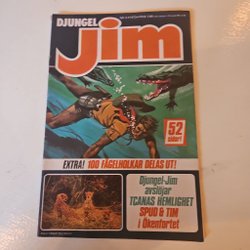 DJUNGEL
Jim
52
sidor!
EXTRA! 100 FÅGELHOLKAR DELAS UT!
Djungel-Jim
avslöjar
TCANAS HEMLIGHET
SPUD & TIM
i Ökenfortet